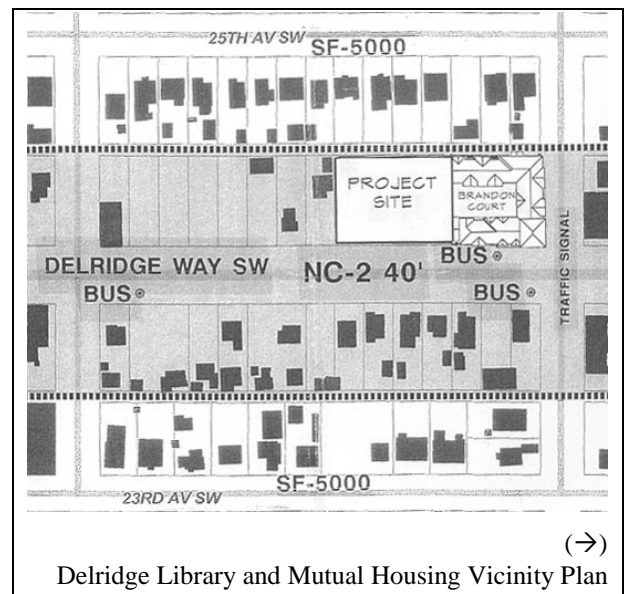 25TH AV SW
SF-5000
PROJECT
SITE
BRANDON
COURT
DELRIDGE WAY SW
NC-2 40'
BUS
BUS
BUS
TRAFFIC SIGNAL
SF-5000
23RD AV SW
(→)
Delridge Library and Mutual Housing Vicinity Plan